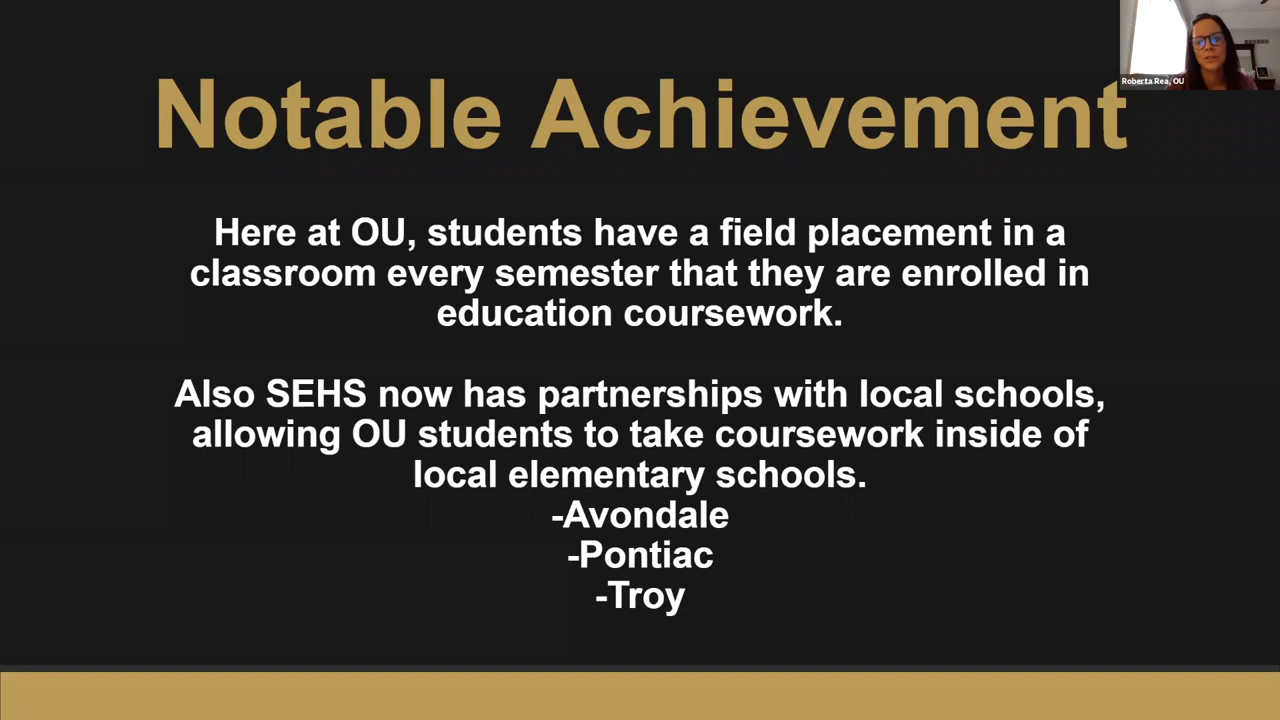 Roberta Rea, OU
Notable Achievement
Here at OU, students have a field placement in a
classroom every semester that they are enrolled in
education coursework.
Also SEHS now has partnerships with local schools,
allowing OU students to take coursework inside of
local elementary schools.
-Avondale
-Pontiac
-Troy